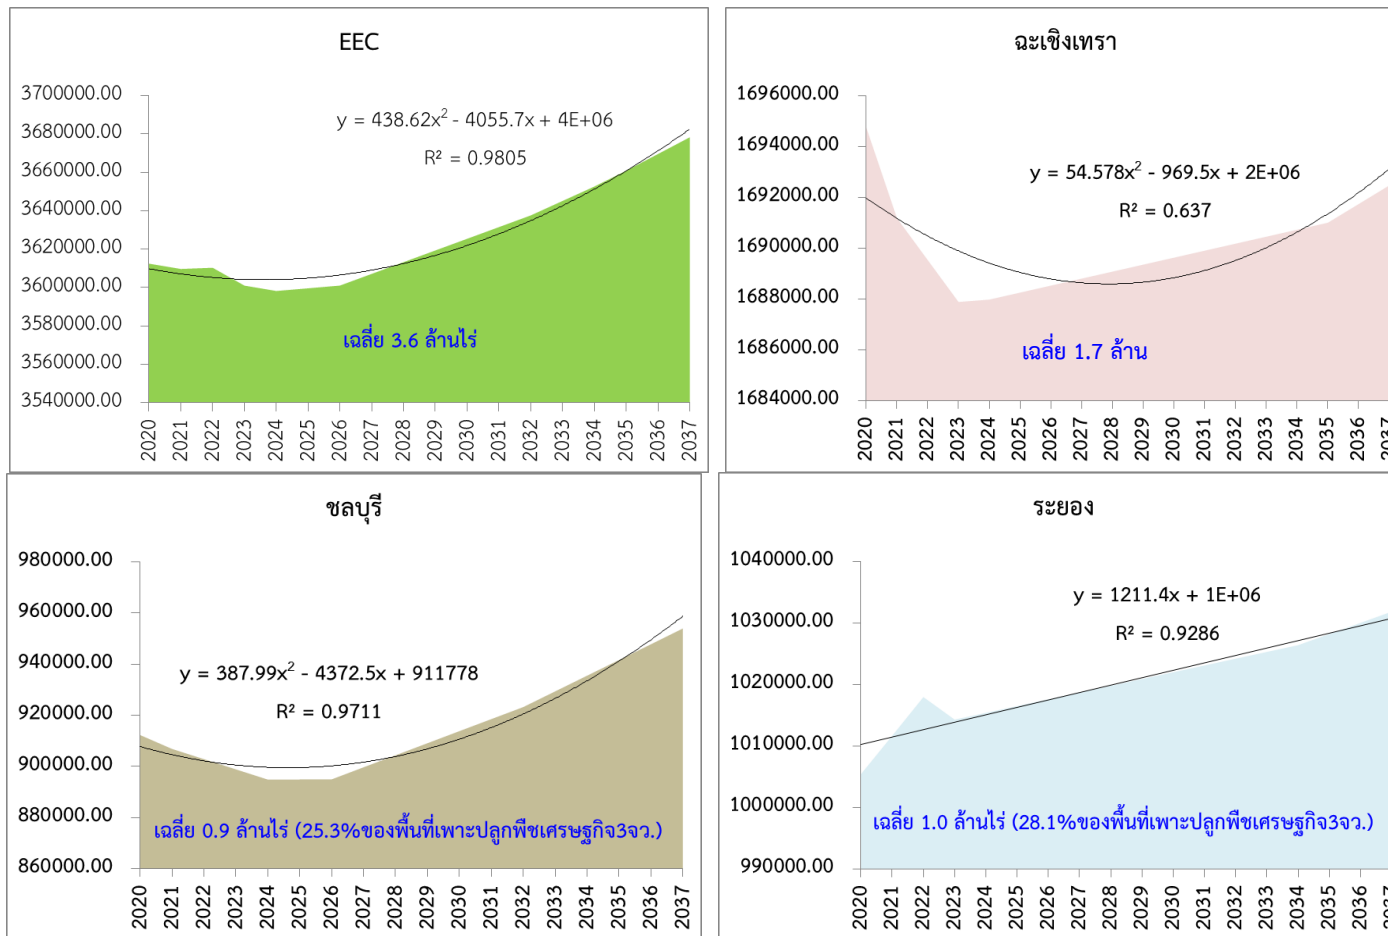 EEC
3700000.00
3680000.00
3660000.00
3640000.00
3620000.00
3600000.00
3580000.00
3560000.00
3540000.00
y = 438.62x² - 4055.7x + 4E+06
R² = 0.9805
เฉลี่ย 3.6 ล้านไร่
2020 2021 2022 2023 2024 2025 2026 2027 2028 2029 2030 2031 2032 2033 2034 2035 2036 2037
ฉะเชิงเทรา
1696000.00
1694000.00
1692000.00
1690000.00
1688000.00
1686000.00
1684000.00
y = 54.578x² - 969.5x + 2E+06
R² = 0.637
เฉลี่ย 1.7 ล้าน
2020 2021 2022 2023 2024 2025 2026 2027 2028 2029 2030 2031 2032 2033 2034 2035 2036 2037
ชลบุรี
980000.00
960000.00
940000.00
920000.00
900000.00
880000.00
860000.00
y = 387.99x² - 4372.5x + 911778
R² = 0.9711
เฉลี่ย 0.9 ล้านไร่ (25.3%ของพื้นที่เพาะปลูกพืชเศรษฐกิจ3จว.)
2020 2021 2022 2023 2024 2025 2026 2027 2028 2029 2030 2031 2032 2033 2034 2035 2036 2037
ระยอง
1040000.00
1030000.00
1020000.00
1010000.00
1000000.00
990000.00
y = 1211.4x + 1E+06
R² = 0.9286
เฉลี่ย 1.0 ล้านไร่ (28.1%ของพื้นที่เพาะปลูกพืชเศรษฐกิจ3จว.)
2020 2021 2022 2023 2024 2025 2026 2027 2028 2029 2030 2031 2032 2033 2034 2035 2036 2037